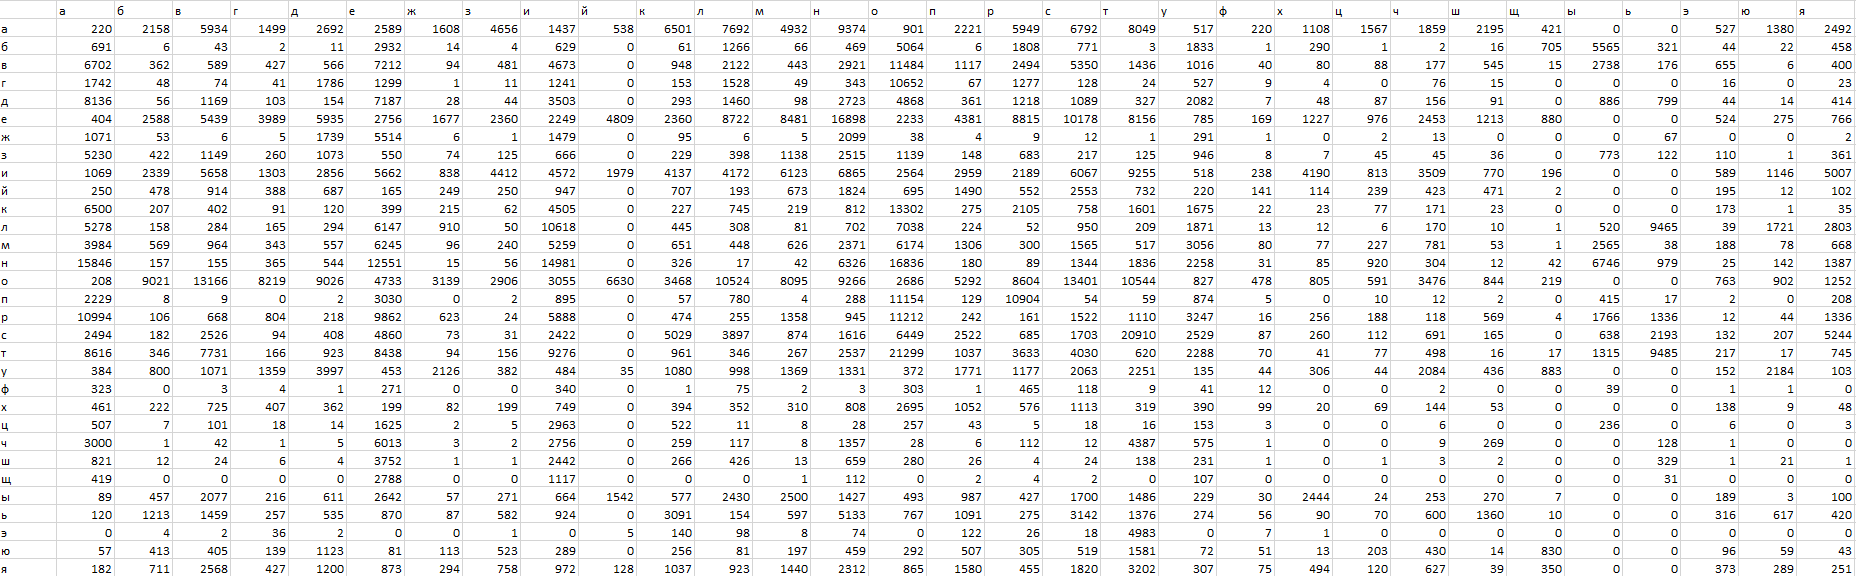 а б в г д е ж з и й к л м н о п р с т у ф х ц ч ш щ ы ь э ю я
а 220 2158 5934 1499 2692 2589 1608 4656 1437 538 6501 7692 4932 9374 901 2221 5949 6792 8049 517 220 1108 1567 1859 2195 421 0 0 527 1380 2492
б 691 6 43 2 11 2932 14 4 629 0 61 1266 66 469 5064 6 1808 771 3 1833 1 290 1 2 16 705 5565 321 44 22 458
в 6702 362 589 427 566 7212 94 481 4673 0 948 2122 443 2921 11484 1117 2494 5350 1436 1016 40 80 88 177 545 15 2738 176 655 6 400
г 1742 48 74 41 1786 1299 1 11 1241 0 153 1528 49 343 10652 67 1277 128 24 527 9 4 0 76 15 0 0 0 16 0 23
д 8136 56 1169 103 154 7187 28 44 3503 0 293 1460 98 2723 4868 361 1218 1089 327 2082 7 48 87 156 91 0 886 799 44 14 414
е 404 2588 5439 3989 5935 2756 1677 2360 2249 4809 2360 8722 8481 16898 2233 4381 8815 10178 8156 785 169 1227 976 2453 1213 880 0 0 524 275 766
ж 1071 53 6 5 1739 5514 6 1 1479 0 95 6 5 2099 38 4 9 12 1 291 1 0 2 13 0 0 0 67 0 0 2
з 5230 422 1149 260 1073 550 74 125 666 0 229 398 1138 2515 1139 148 683 217 125 946 8 7 45 45 36 0 773 122 110 1 361
и 1069 2339 5658 1303 2856 5662 838 4412 4572 1979 4137 4172 6123 6865 2564 2959 2189 6067 9255 518 238 4190 813 3509 770 196 0 0 589 1146 5007
й 250 478 914 388 687 165 249 250 947 0 707 193 673 1824 695 1490 552 2553 732 220 141 114 239 423 471 2 0 0 195 12 102
к 6500 207 402 91 120 399 215 62 4505 0 227 745 219 812 13302 275 2105 758 1601 1675 22 23 77 171 23 0 0 0 173 1 35
л 5278 158 284 165 294 6147 910 50 10618 0 445 308 81 702 7038 224 52 950 209 1871 13 12 6 170 10 1 520 9465 39 1721 2803
м 3984 569 964 343 557 6245 96 240 5259 0 651 448 626 2371 6174 1306 300 1565 517 3056 80 77 227 781 53 1 2565 38 188 78 668
н 15846 157 155 365 544 12551 15 56 14981 0 326 17 42 6326 16836 180 89 1344 1836 2258 31 85 920 304 12 42 6746 979 25 142 1387
о 208 9021 13166 8219 9026 4733 3139 2906 3055 6630 3468 10524 8095 9266 2686 5292 8604 13401 10544 827 478 805 591 3476 844 219 0 0 763 902 1252
п 2229 8 9 0 2 3030 0 2 895 0 57 780 4 288 11154 129 10904 54 59 874 5 0 10 12 2 0 415 17 2 0 208
р 10994 106 668 804 218 9862 623 24 5888 0 474 255 1358 945 11212 242 161 1522 1110 3247 16 256 188 118 569 4 1766 1336 12 44 1336
с 2494 182 2526 94 408 4860 73 31 2422 0 5029 3897 874 1616 6449 2522 685 1703 20910 2529 87 260 112 691 165 0 638 2193 132 207 5244
т 8616 346 7731 166 923 8438 94 156 9276 0 961 346 267 2537 21299 1037 3633 4030 620 2288 70 41 77 498 16 17 1315 9485 217 17 745
у 384 800 1071 1359 3997 453 2126 382 484 35 1080 998 1369 1331 372 1771 1177 2063 2251 135 44 306 44 2084 436 883 0 0 152 2184 103
ф 323 0 3 4 1 271 0 0 340 0 1 75 2 3 303 1 465 118 9 41 12 0 0 2 0 0 39 0 1 1 0
х 461 222 725 407 362 199 82 199 749 0 394 352 310 808 2695 1052 576 1113 319 390 99 20 69 144 53 0 0 0 138 9 48
ц 507 7 101 18 14 1625 2 5 2963 0 522 11 8 28 257 43 5 18 16 153 3 0 0 6 0 0 236 0 6 0 3
ч 3000 1 42 1 5 6013 3 2 2756 0 259 117 8 1357 28 6 112 12 4387 575 1 0 0 9 269 0 0 128 1 0 0
ш 821 12 24 6 4 3752 1 1 2442 0 266 426 13 659 280 26 4 24 138 231 1 0 1 3 2 0 0 329 1 21 1
щ 419 0 0 0 0 2788 0 0 1117 0 0 0 1 112 0 2 4 2 0 107 0 0 0 0 0 0 0 31 0 0 0
ы 89 457 2077 216 611 2642 57 271 664 1542 577 2430 2500 1427 493 987 427 1700 1486 229 30 2444 24 253 270 7 0 0 189 3 100
ь 120 1213 1459 257 535 870 87 582 924 0 3091 154 597 5133 767 1091 275 3142 1376 274 56 90 70 600 1360 10 0 0 316 617 420
э 0 4 2 36 2 0 0 1 0 5 140 98 8 74 0 122 26 18 4983 0 7 1 0 0 0 0 0 0 0 0 0
ю 57 413 405 139 1123 81 113 523 289 0 256 81 197 459 292 507 305 519 1581 72 51 13 203 430 14 830 0 0 96 59 43
я 182 711 2568 427 1200 873 294 758 972 128 1037 923 1440 2312 865 1580 455 1820 3202 307 75 494 120 627 39 350 0 0 373 289 251